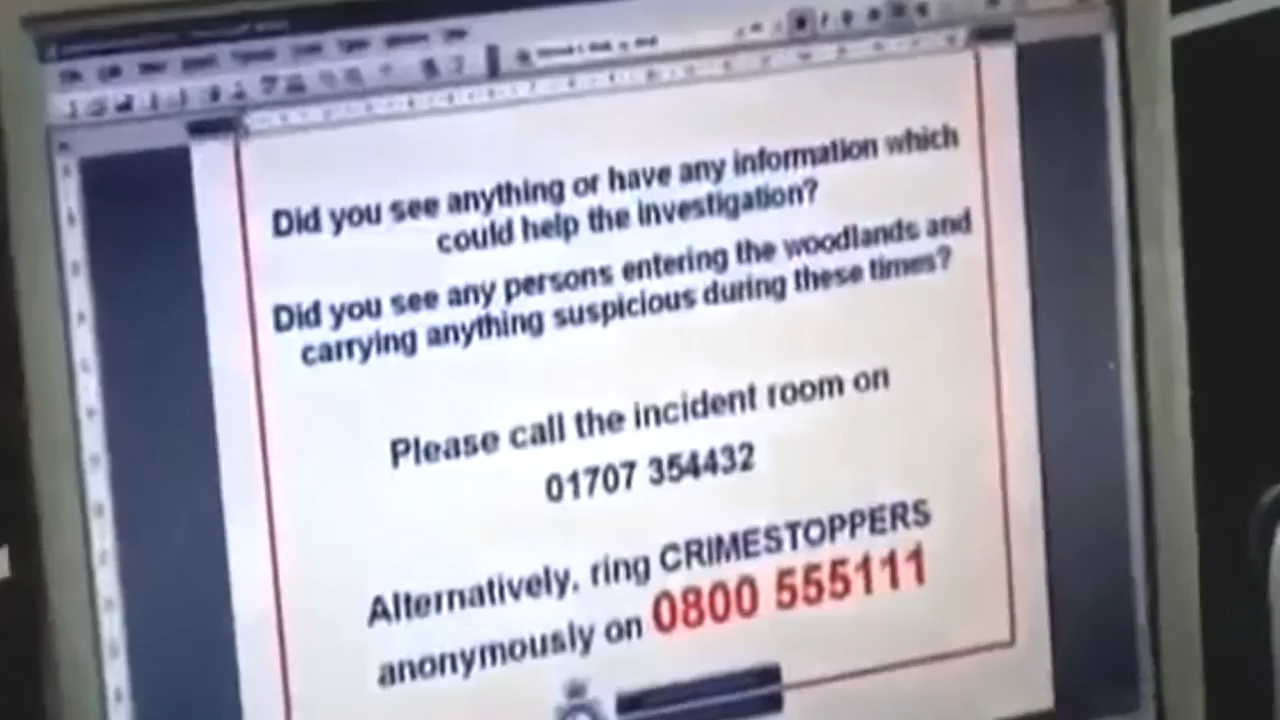 Did you see anything or have any information which
could help the investigation?
Did you see any persons entering the woodlands and
carrying anything suspicious during these times?
Please call the incident room on
01707 354432
Alternatively, ring CRIMESTOPPERS
anonymously on 0800 555111